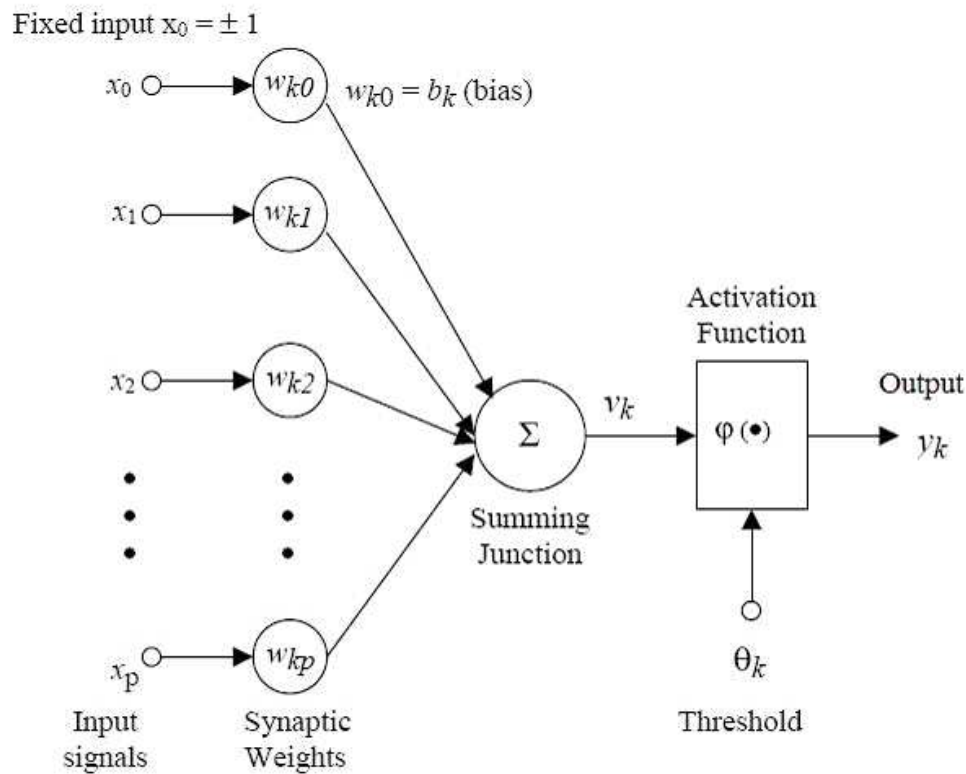 Fixed input x₀ = ± 1
x₀
wₖ₀
wₖ₀ = bₖ (bias)
x₁
wₖ₁
x₂
wₖ₂
Σ
Summing
Junction
vₖ
Activation
Function
φ (•)
Output
yₖ
θₖ
Threshold
xₚ
wₖₚ
Input
signals
Synaptic
Weights